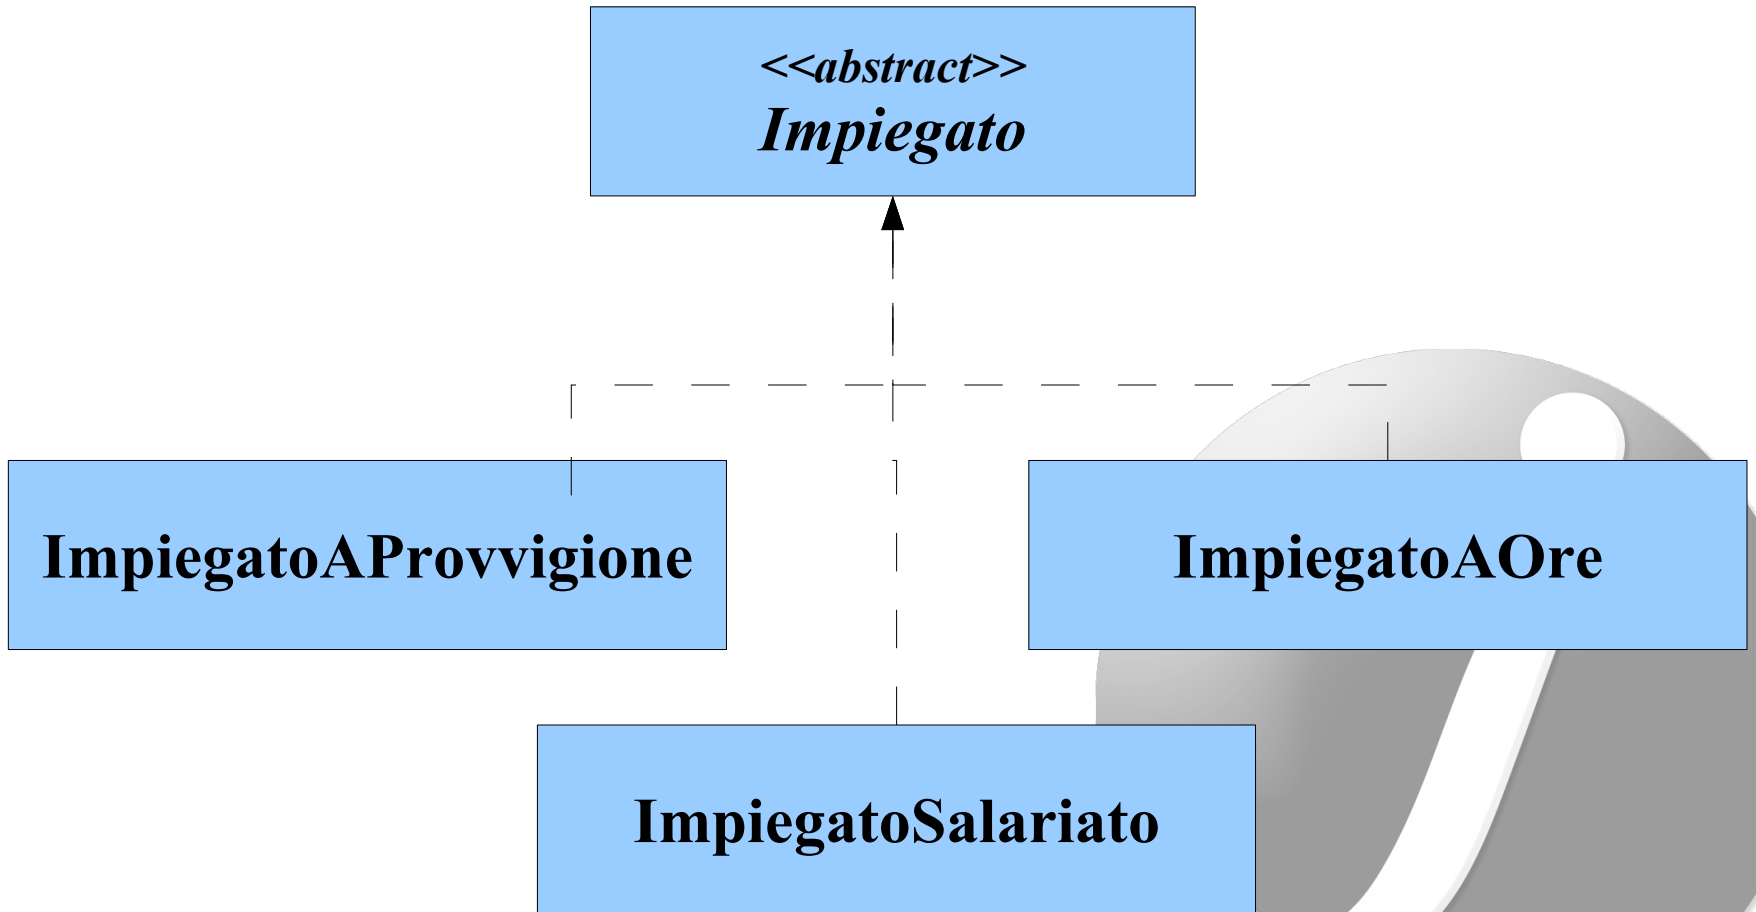 <<abstract>>
Impiegato
ImpiegatoAProvvigione
ImpiegatoAOre
ImpiegatoSalariato